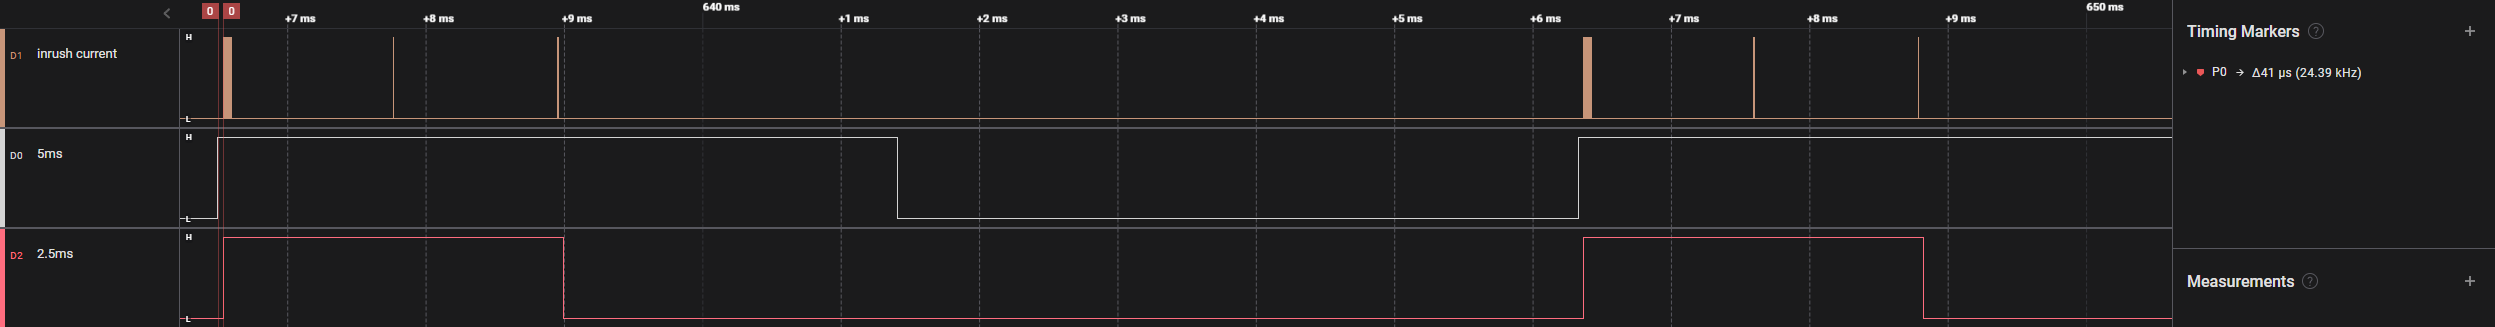 640 ms 650 ms
0 0 +7 ms +8 ms +9 ms +1 ms +2 ms +3 ms +4 ms +5 ms +6 ms +7 ms +8 ms +9 ms
H
D1 inrush current
L
H
D0 5ms
L
H
D2 2.5ms
L
Timing Markers ? +
P0 → Δ41 µs (24.39 kHz)
Measurements ? +